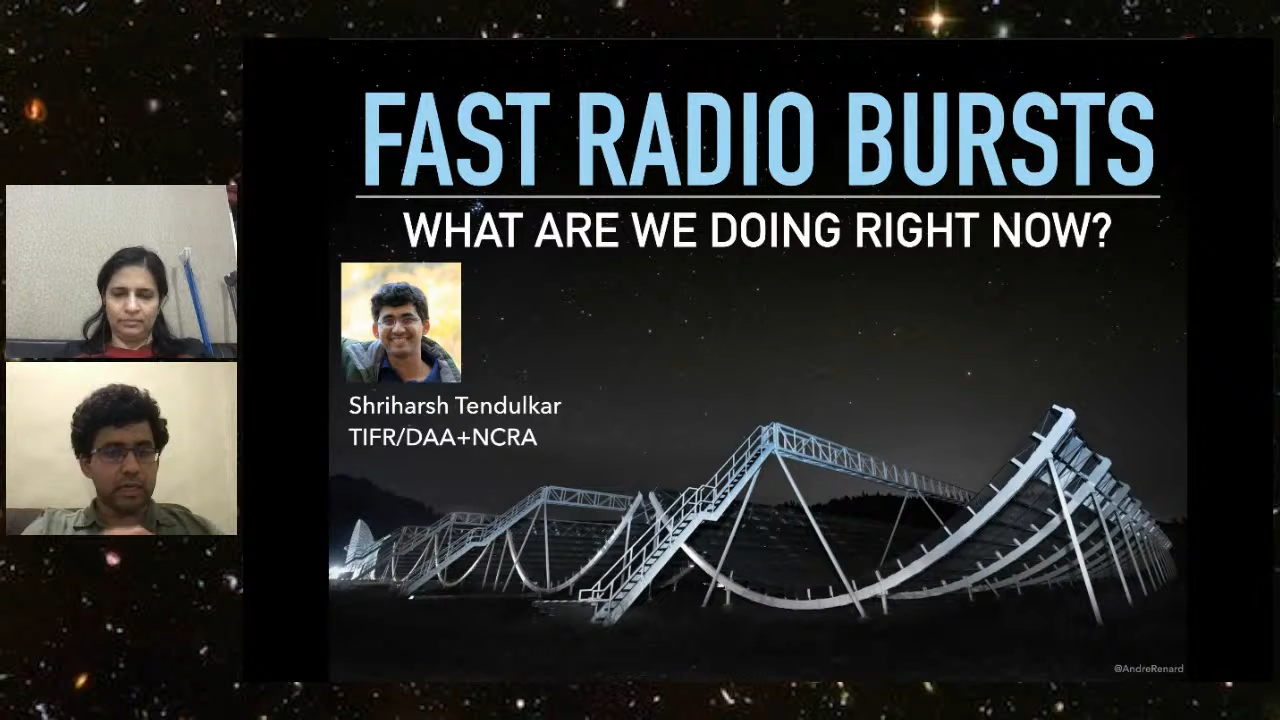 FAST RADIO BURSTS
WHAT ARE WE DOING RIGHT NOW?
Shriharsh Tendulkar
TIFR/DAA+NCRA
@AndreRenard